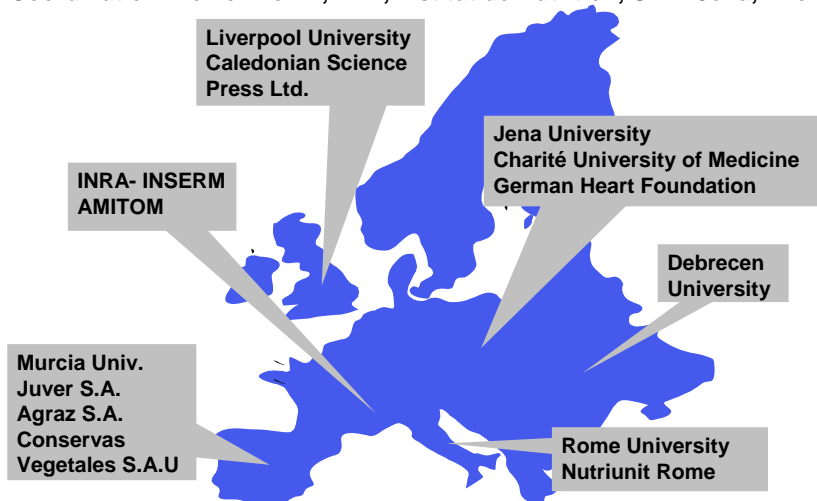 Liverpool University
Caledonian Science
Press Ltd.
Jena University
Charité University of Medicine
German Heart Foundation
INRA- INSERM
AMITOM
Debrecen
University
Murcia Univ.
Juver S.A.
Agraz S.A.
Conservas
Vegetales S.A.U
Rome University
Nutriunit Rome